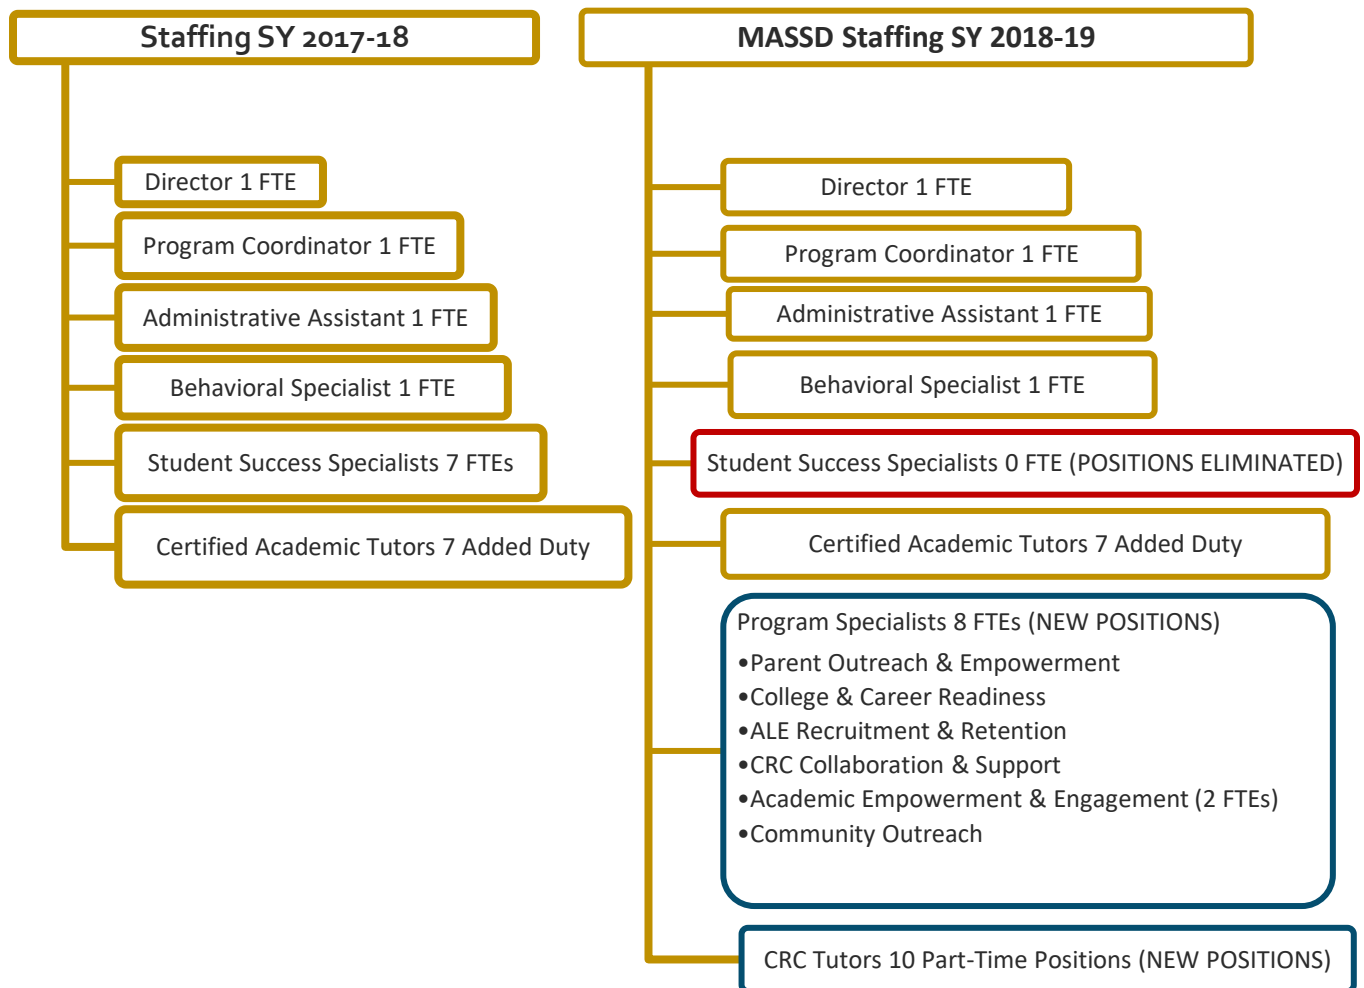 Staffing SY 2017-18
Director 1 FTE
Program Coordinator 1 FTE
Administrative Assistant 1 FTE
Behavioral Specialist 1 FTE
Student Success Specialists 7 FTEs
Certified Academic Tutors 7 Added Duty
MASSD Staffing SY 2018-19
Director 1 FTE
Program Coordinator 1 FTE
Administrative Assistant 1 FTE
Behavioral Specialist 1 FTE
Student Success Specialists 0 FTE (POSITIONS ELIMINATED)
Certified Academic Tutors 7 Added Duty
Program Specialists 8 FTEs (NEW POSITIONS)
•Parent Outreach & Empowerment
•College & Career Readiness
•ALE Recruitment & Retention
•CRC Collaboration & Support
•Academic Empowerment & Engagement (2 FTEs)
•Community Outreach
CRC Tutors 10 Part-Time Positions (NEW POSITIONS)